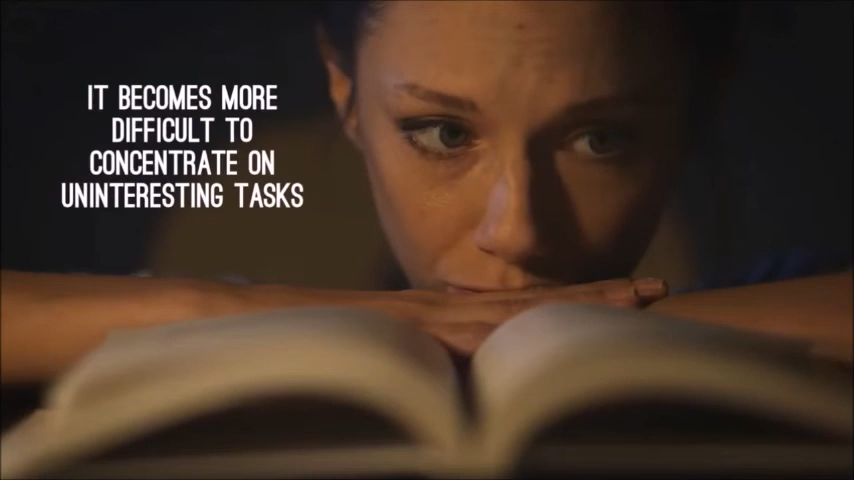 IT BECOMES MORE
DIFFICULT TO
CONCENTRATE ON
UNINTERESTING TASKS